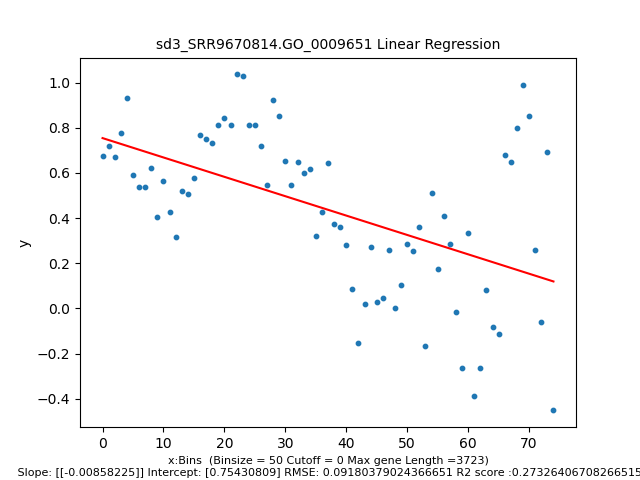 sd3_SRR9670814.GO_0009651 Linear Regression
1.0
0.8
0.6
0.4
0.2
0.0
−0.2
−0.4
y
0 10 20 30 40 50 60 70
x:Bins (Binsize = 50 Cutoff = 0 Max gene Length =3723)
Slope: [[-0.00858225]] Intercept: [0.75430809] RMSE: 0.09180379024366651 R2 score :0.27326406708266515